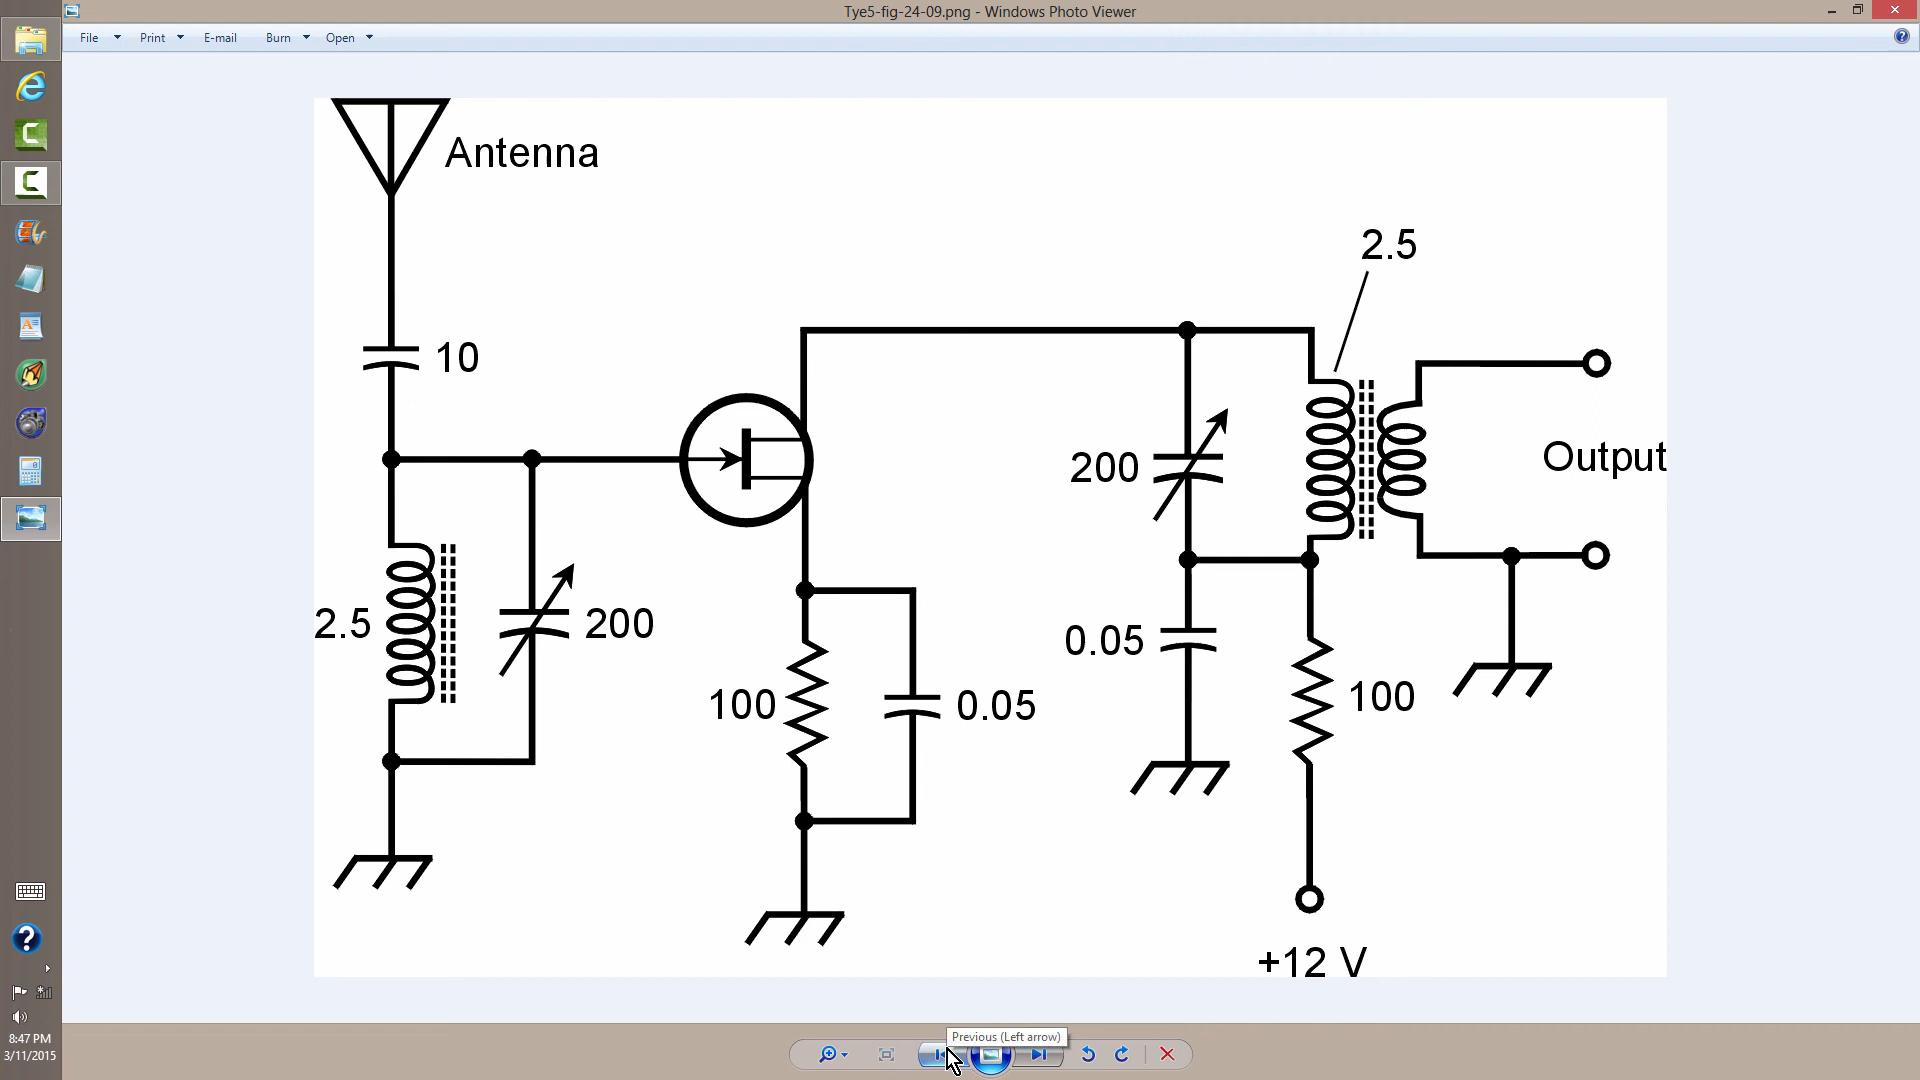 Tye5-fig-24-09.png - Windows Photo Viewer
File Print E-mail Burn Open
Antenna
2.5
10
200
Output
2.5
200
0.05
100
0.05
100
+12 V
8:47 PM
3/11/2015
Previous (Left arrow)